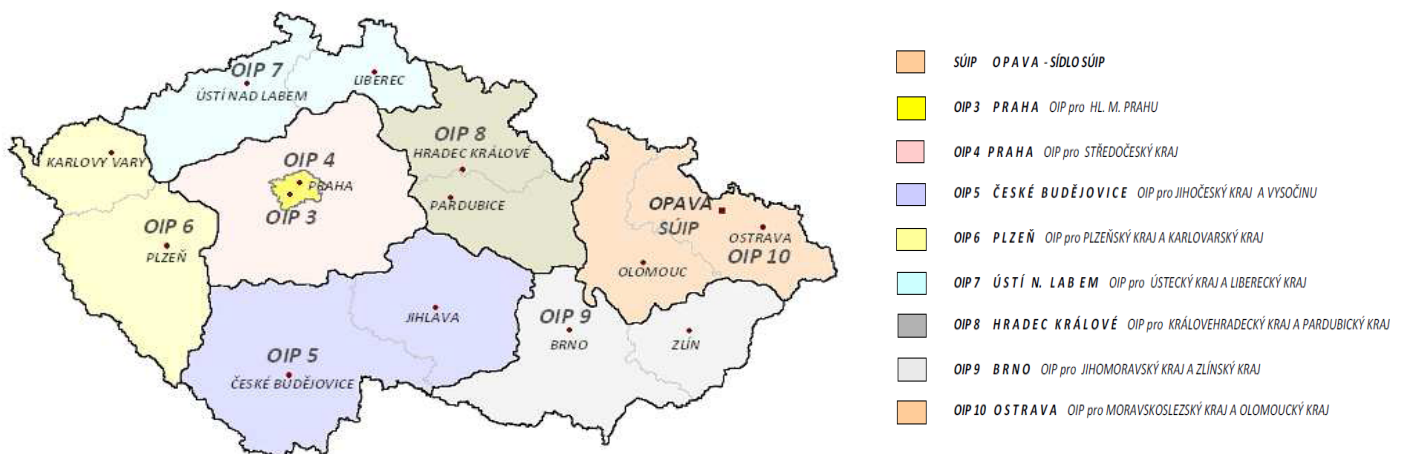 OIP 7
ÚSTÍ NAD LABEM
LIBEREC
KARLOVY VARY
OIP 8
HRADEC KRÁLOVÉ
PARDUBICE
OIP 4
PRAHA
OIP 3
OIP 6
PLZEŇ
OPAVA
SÚIP
OSTRAVA
OIP 10
OLOMOUC
JIHLAVA
OIP 9
BRNO
ZLÍN
OIP 5
ČESKÉ BUDĚJOVICE
SÚIP OPAVA - SÍDLO SÚIP
OIP 3 PRAHA OIP pro HL. M. PRAHU
OIP 4 PRAHA OIP pro STŘEDOČESKÝ KRAJ
OIP 5 ČESKÉ BUDĚJOVICE OIP pro JIHOČESKÝ KRAJ A VYSOČINU
OIP 6 PLZEŇ OIP pro PLZEŇSKÝ KRAJ A KARLOVARSKÝ KRAJ
OIP 7 ÚSTÍ N. LABEM OIP pro ÚSTECKÝ KRAJ A LIBERECKÝ KRAJ
OIP 8 HRADEC KRÁLOVÉ OIP pro KRÁLOVEHRADECKÝ KRAJ A PARDUBICKÝ KRAJ
OIP 9 BRNO OIP pro JIHOMORAVSKÝ KRAJ A ZLÍNSKÝ KRAJ
OIP 10 OSTRAVA OIP pro MORAVSKOSLEZSKÝ KRAJ A OLOMOUCKÝ KRAJ